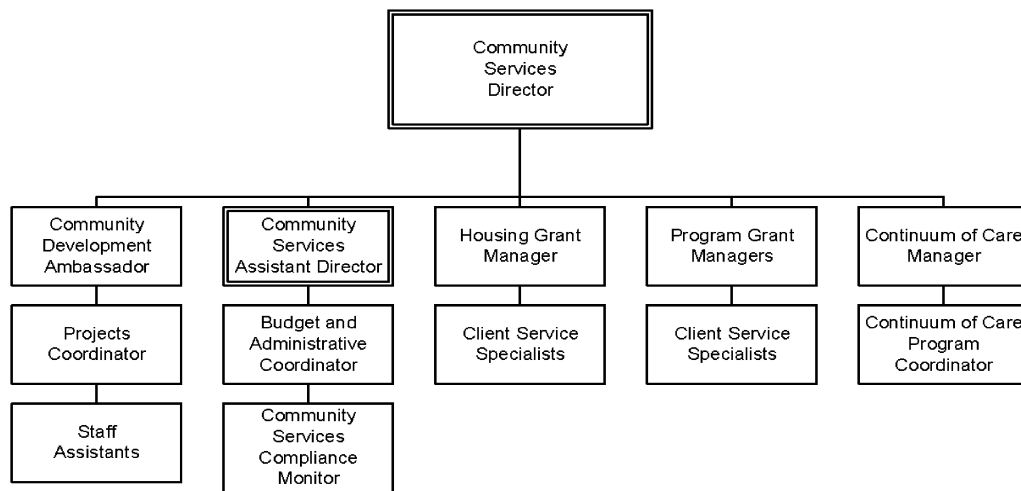 Community
Services
Director
Community
Development
Ambassador
Community
Services
Assistant Director
Housing Grant
Manager
Program Grant
Managers
Continuum of Care
Manager
Projects
Coordinator
Budget and
Administrative
Coordinator
Client Service
Specialists
Client Service
Specialists
Continuum of Care
Program
Coordinator
Staff
Assistants
Community
Services
Compliance
Monitor